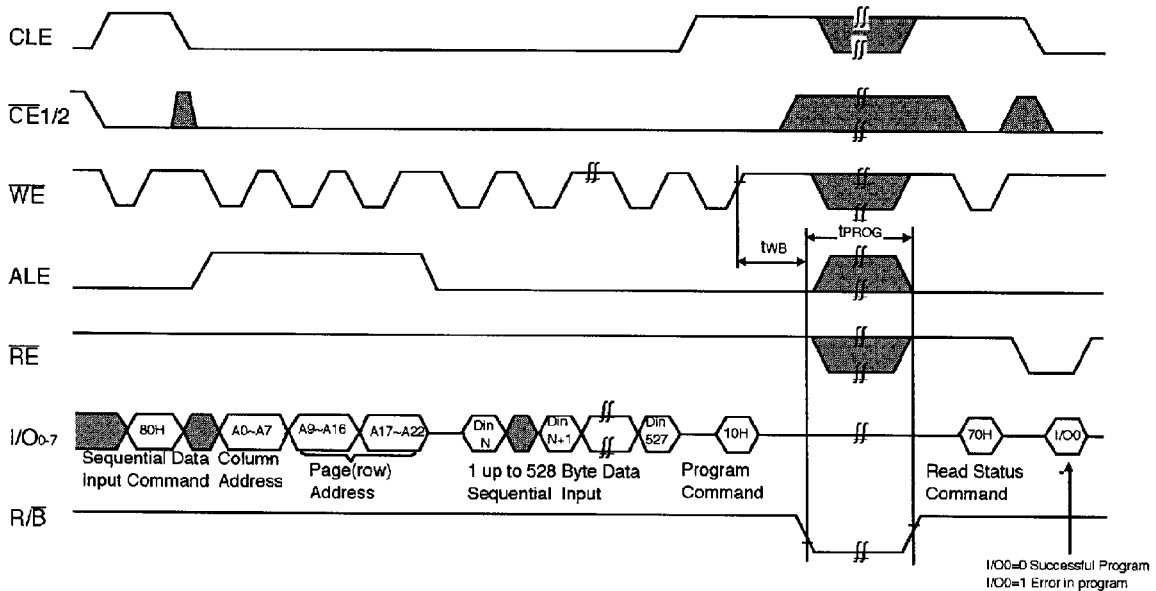 CLE
CE1/2
WE
tWB
tPROG
ALE
RE
I/O0-7
80H
A0~A7
A9~A16
A17~A22
Din N
Din N+1
Din 527
10H
70H
I/O0
Sequential Data Input Command
Column Address
Page(row) Address
1 up to 528 Byte Data Sequential Input
Program Command
Read Status Command
R/B
I/O0=0 Successful Program
I/O0=1 Error in program